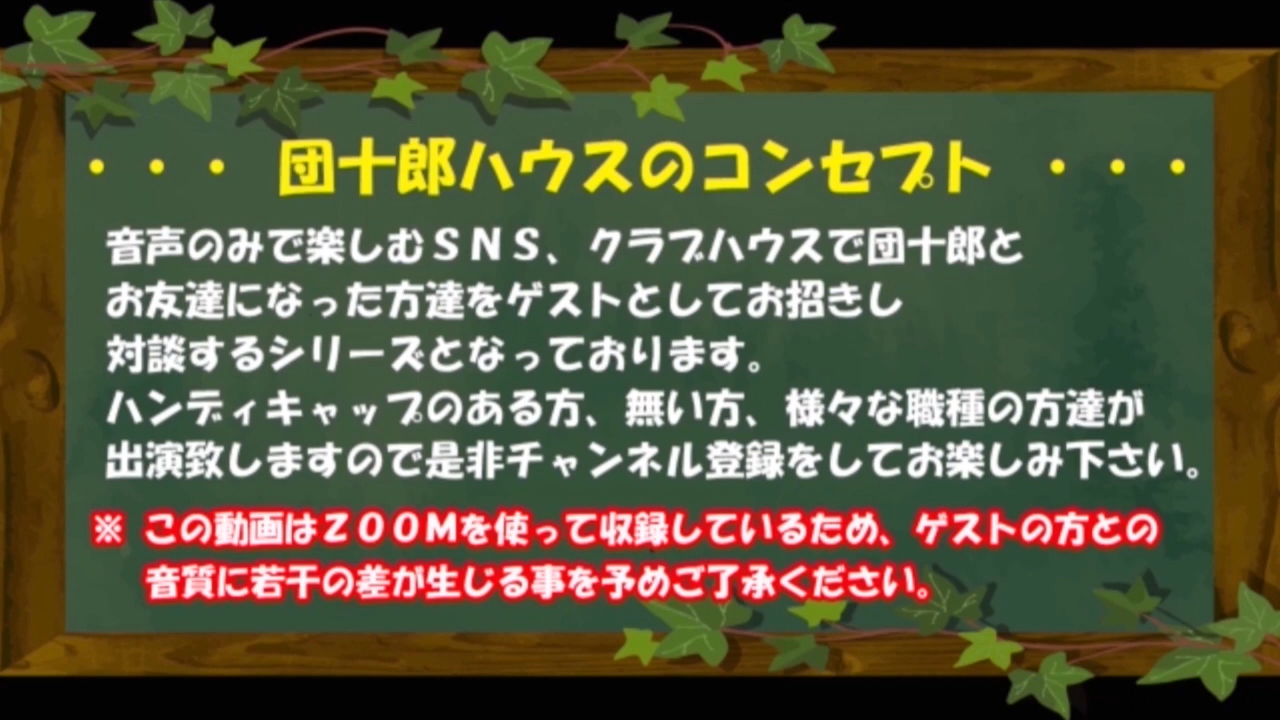 ・・・ 団十郎ハウスのコンセプト ・・・
音声のみで楽しむＳＮＳ、クラブハウスで団十郎と
お友達になった方達をゲストとしてお招きし
対談するシリーズとなっております。
ハンディキャップのある方、無い方、様々な職種の方達が
出演致しますので是非チャンネル登録をしてお楽しみ下さい。
※ この動画はＺＯＯＭを使って収録しているため、ゲストの方との
音質に若干の差が生じる事を予めご了承ください。